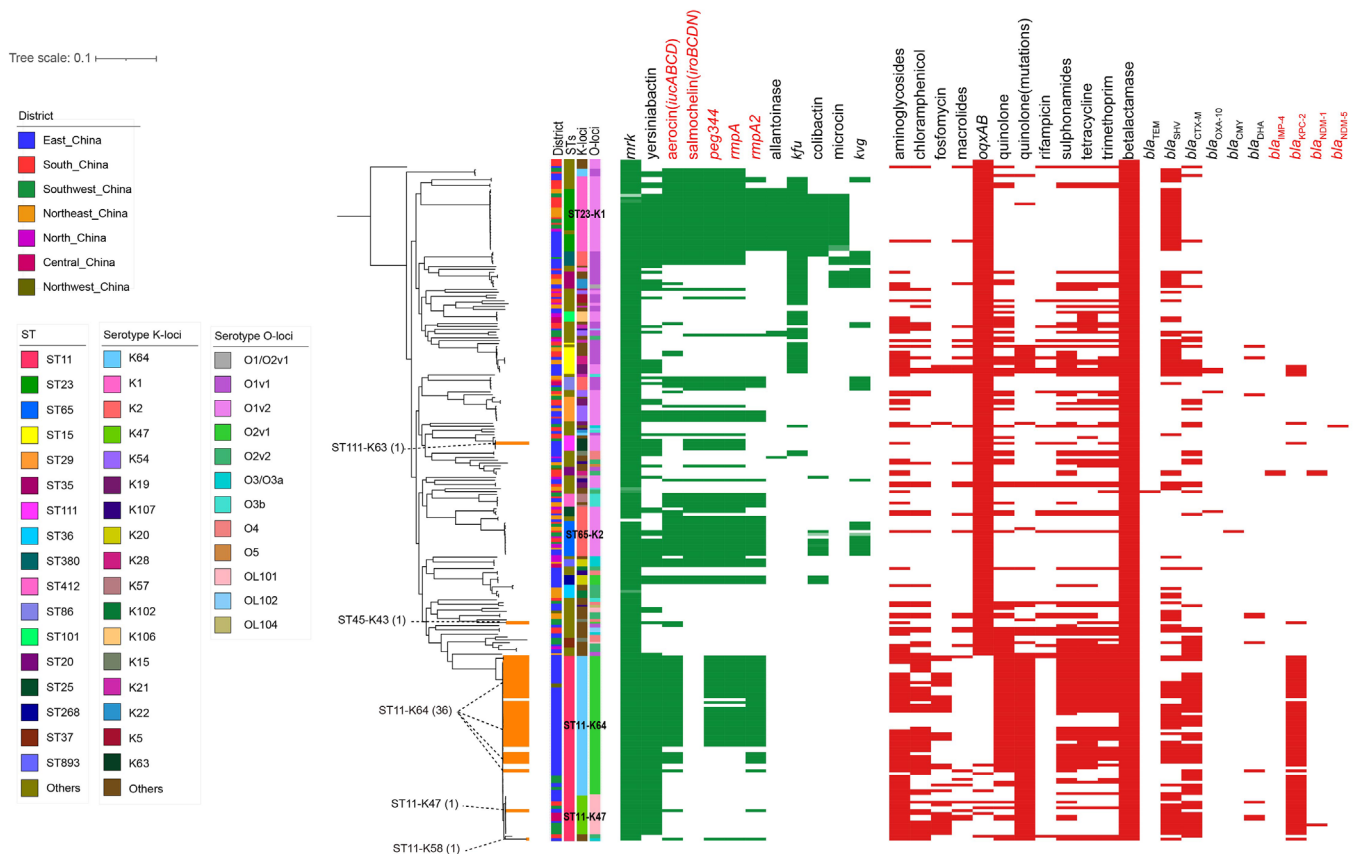 Tree scale: 0.1
District
East_China
South_China
Southwest_China
Northeast_China
North_China
Central_China
Northwest_China
ST
ST11
ST23
ST65
ST15
ST29
ST35
ST111
ST36
ST380
ST412
ST86
ST101
ST20
ST25
ST268
ST37
ST893
Others
Serotype K-loci
K64
K1
K2
K47
K54
K19
K107
K20
K28
K57
K102
K106
K15
K21
K22
K5
K63
Others
Serotype O-loci
O1/O2v1
O1v1
O1v2
O2v1
O2v2
O3/O3a
O3b
O4
O5
OL101
OL102
OL104
District
STs
K-loci
O-loci
mrk
yersiniabactin
aerocin(iucABCD)
salmochelin(iroBCDN)
peg344
rmpA
rmpA2
allantoinase
kfu
colibactin
microcin
kvg
aminoglycosides
chloramphenicol
fosfomycin
macrolides
oqxAB
quinolone
quinolone(mutations)
rifampicin
sulphonamides
tetracycline
trimethoprim
betalactamase
blaTEM
blaSHV
blaCTX-M
blaOXA-10
blaCMY
blaDHA
blaIMP-4
blaKPC-2
blaNDM-1
blaNDM-5
ST23-K1
ST111-K63 (1)
ST65-K2
ST45-K43 (1)
ST11-K64 (36)
ST11-K64
ST11-K47 (1)
ST11-K47
ST11-K58 (1)